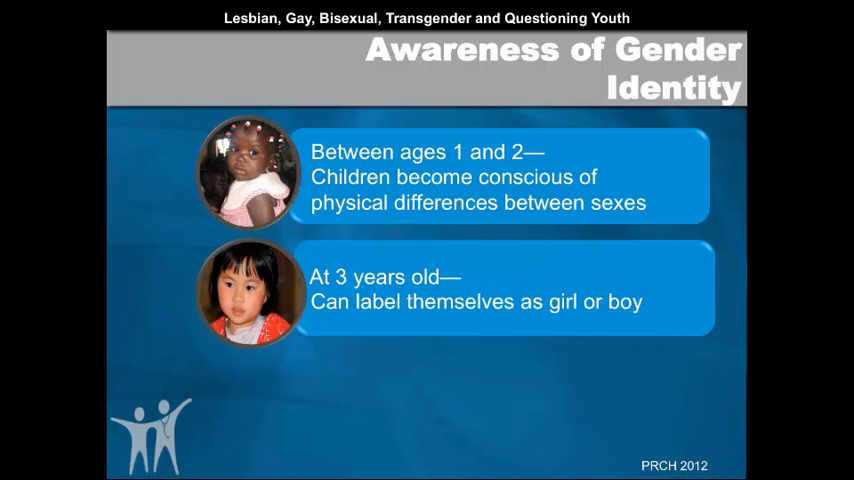 Lesbian, Gay, Bisexual, Transgender and Questioning Youth
Awareness of Gender
Identity
Between ages 1 and 2—
Children become conscious of
physical differences between sexes
At 3 years old—
Can label themselves as girl or boy
PRCH 2012